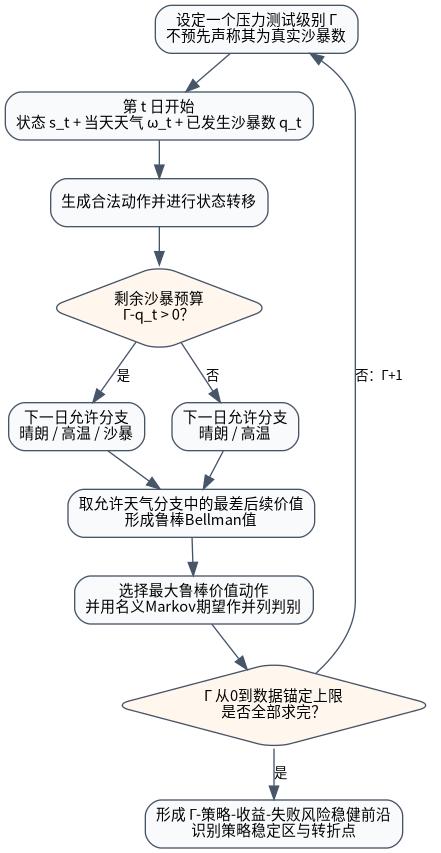 设定一个压力测试级别 Γ
不预先声称其为真实沙暴数
第 t 日开始
状态 s_t + 当天天气 ω_t + 已发生沙暴数 q_t
生成合法动作并进行状态转移
剩余沙暴预算
Γ-q_t > 0?
是
否
否：Γ+1
下一日允许分支
晴朗 / 高温 / 沙暴
下一日允许分支
晴朗 / 高温
取允许天气分支中的最差后续价值
形成鲁棒Bellman值
选择最大鲁棒价值动作
并用名义Markov期望作并列判别
Γ 从0到数据锚定上限
是否全部求完?
是
形成 Γ-策略-收益-失败风险稳健前沿
识别策略稳定区与转折点